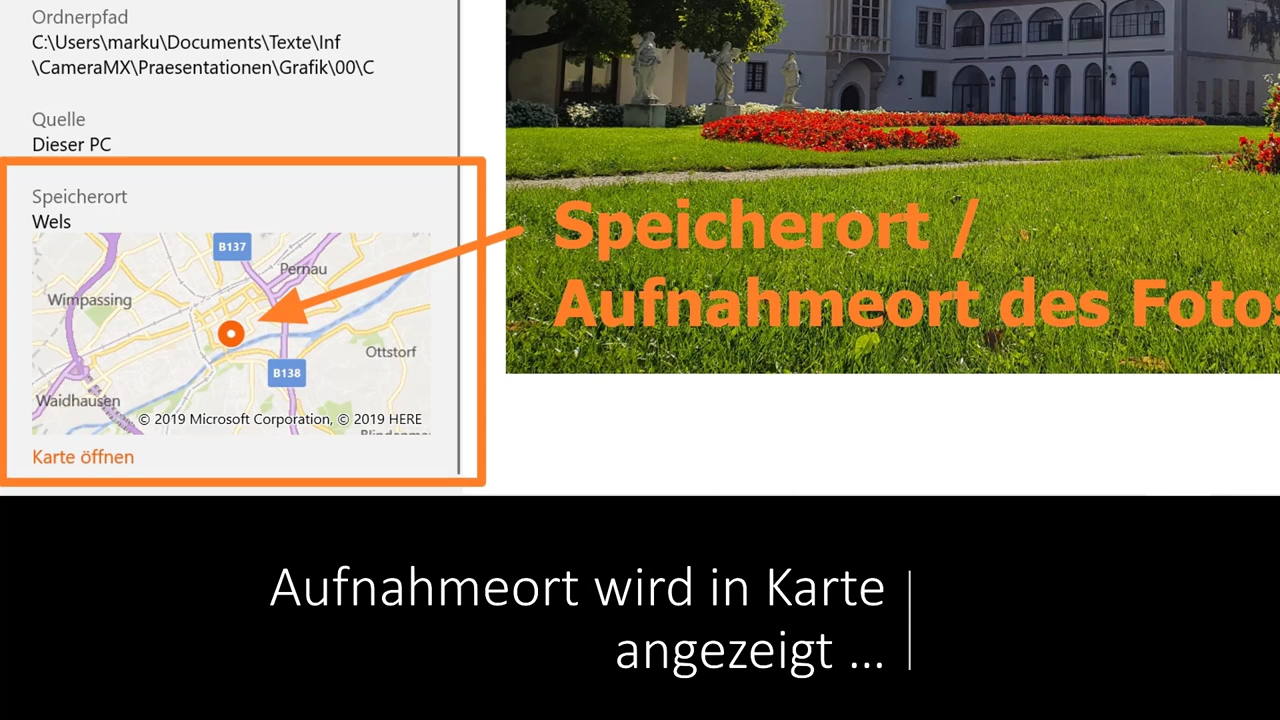 Ordnerpfad
C:\Users\marku\Documents\Texte\Inf
\CameraMX\Praesentationen\Grafik\00\C
Quelle
Dieser PC
Speicherort
Wels
B137
Pernau
Wimpassing
Ottstorf
B138
Waidhausen
© 2019 Microsoft Corporation, © 2019 HERE
Karte öffnen
Speicherort /
Aufnahmeort des Fotos
Aufnahmeort wird in Karte
angezeigt ...